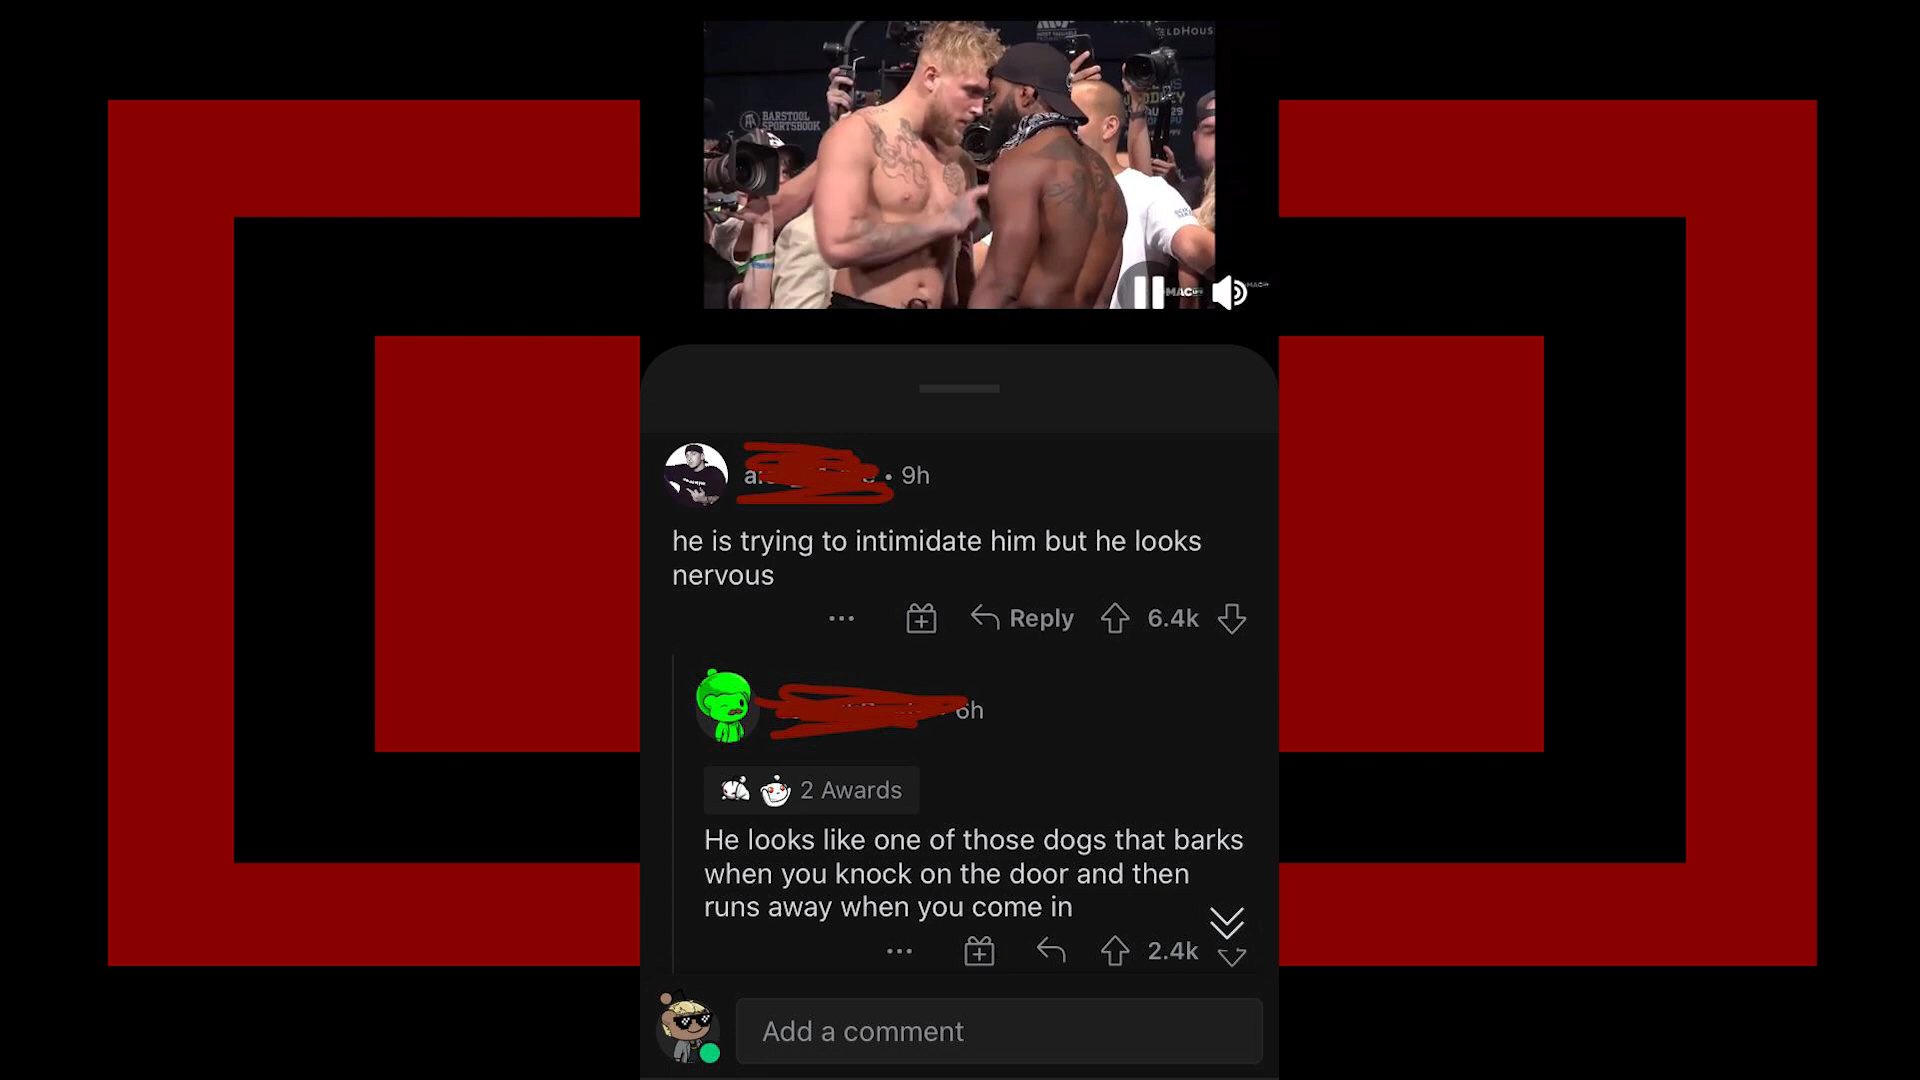 BARSTOOL
SPORTSBOOK
9h
he is trying to intimidate him but he looks
nervous
Reply 6.4k
6h
2 Awards
He looks like one of those dogs that barks
when you knock on the door and then
runs away when you come in
2.4k
Add a comment